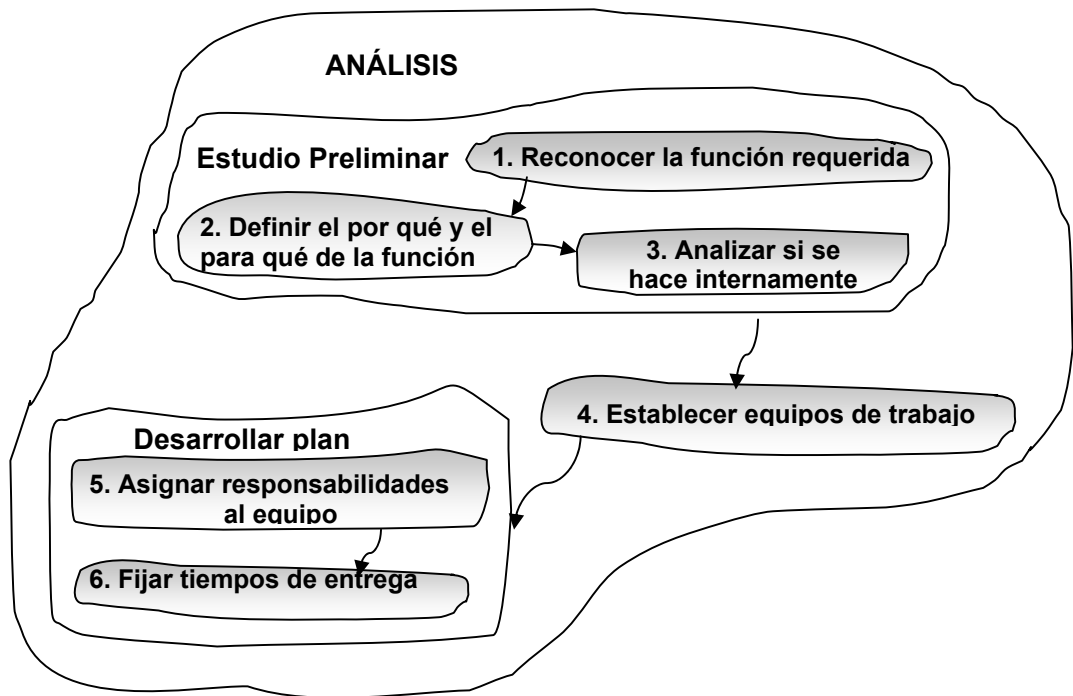 ANÁLISIS
Estudio Preliminar
1. Reconocer la función requerida
2. Definir el por qué y el
para qué de la función
3. Analizar si se
hace internamente
4. Establecer equipos de trabajo
Desarrollar plan
5. Asignar responsabilidades
al equipo
6. Fijar tiempos de entrega